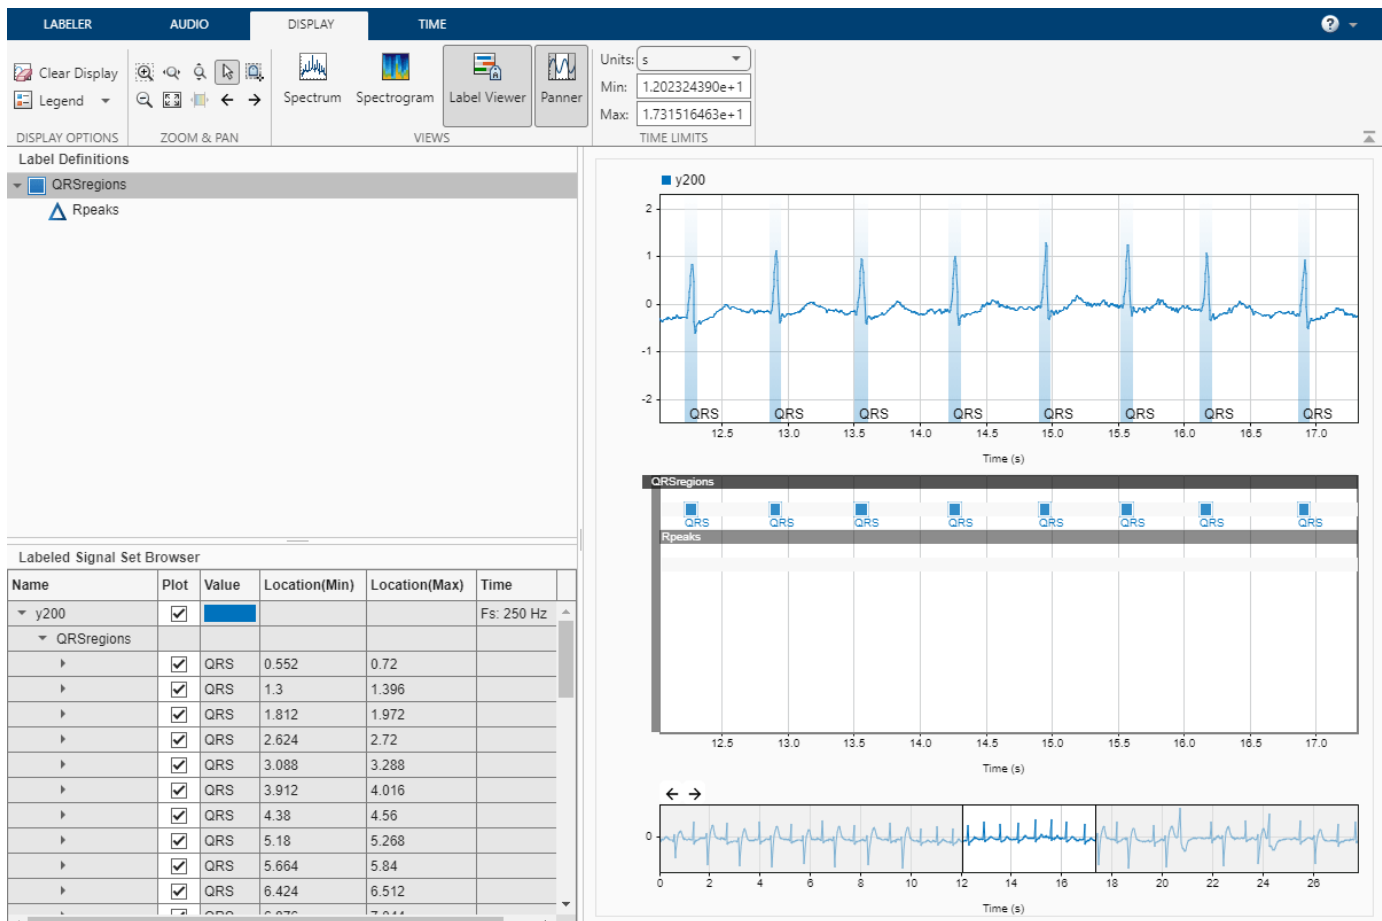 LABELER AUDIO DISPLAY TIME ?
Clear Display
Legend
Spectrum Spectrogram Label Viewer Panner
Units: s
Min: 1.202324390e+1
Max: 1.731516463e+1
DISPLAY OPTIONS ZOOM & PAN VIEWS TIME LIMITS
Label Definitions
QRSregions
Rpeaks
Labeled Signal Set Browser
Name Plot Value Location(Min) Location(Max) Time
y200 Fs: 250 Hz
QRSregions
QRS 0.552 0.72
QRS 1.3 1.396
QRS 1.812 1.972
QRS 2.624 2.72
QRS 3.088 3.288
QRS 3.912 4.016
QRS 4.38 4.56
QRS 5.18 5.268
QRS 5.664 5.84
QRS 6.424 6.512
y200
2
1
0
-1
-2
QRS QRS QRS QRS QRS QRS QRS QRS
12.5 13.0 13.5 14.0 14.5 15.0 15.5 16.0 16.5 17.0
Time (s)
QRSregions
QRS QRS QRS QRS QRS QRS QRS QRS
Rpeaks
12.5 13.0 13.5 14.0 14.5 15.0 15.5 16.0 16.5 17.0
Time (s)
0
0 2 4 6 8 10 12 14 16 18 20 22 24 26
Time (s)